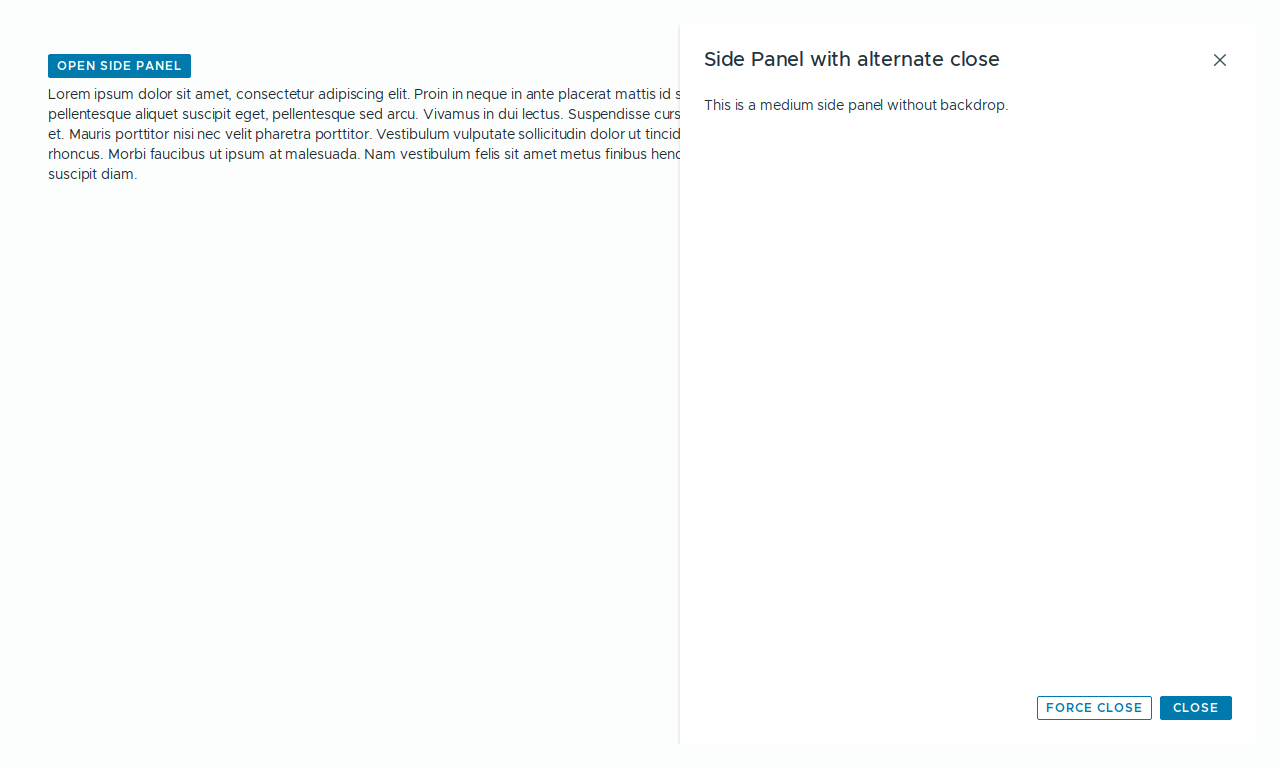 OPEN SIDE PANEL
Lorem ipsum dolor sit amet, consectetur adipiscing elit. Proin in neque in ante placerat mattis id
pellentesque aliquet suscipit eget, pellentesque sed arcu. Vivamus in dui lectus. Suspendisse
et. Mauris porttitor nisi nec velit pharetra porttitor. Vestibulum vulputate sollicitudin dolor ut
rhoncus. Morbi faucibus ut ipsum at malesuada. Nam vestibulum felis sit amet metus finibus
suscipit diam.
Side Panel with alternate close
This is a medium side panel without backdrop.
FORCE CLOSE
CLOSE